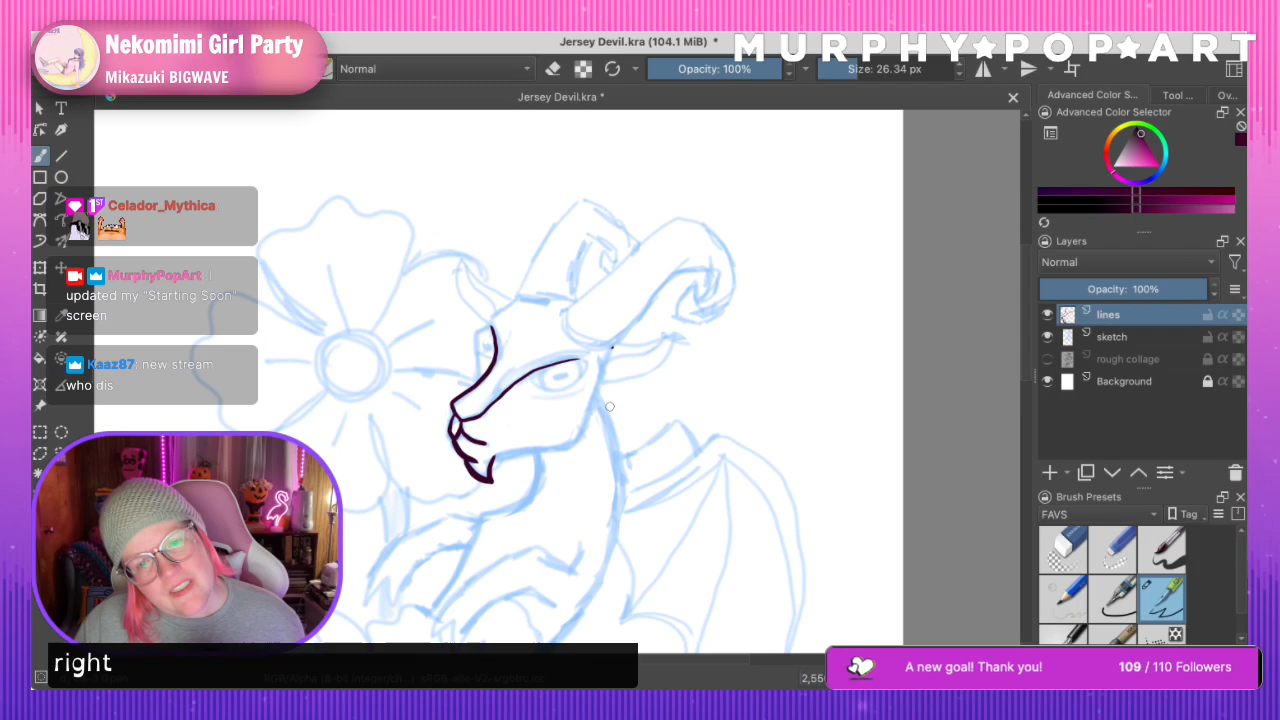 Nekomimi Girl Party
Mikazuki BIGWAVE
Jersey Devil.kra (104.1 MiB) *
MURPHY★POP★ART
Normal
Opacity: 100%
Size: 26.34 px
Jersey Devil.kra *
Advanced Color S...
Tool ...
Ov...
Advanced Color Selector
Celador_Mythica
MurphyPopArt I
updated my "Starting Soon"
screen
Kaaz87: new stream
who dis
Layers
Normal
Opacity: 100%
lines
sketch
rough collage
Background
Brush Presets
FAVS
Tag
right
A new goal! Thank you!
109 / 110 Followers
2,550